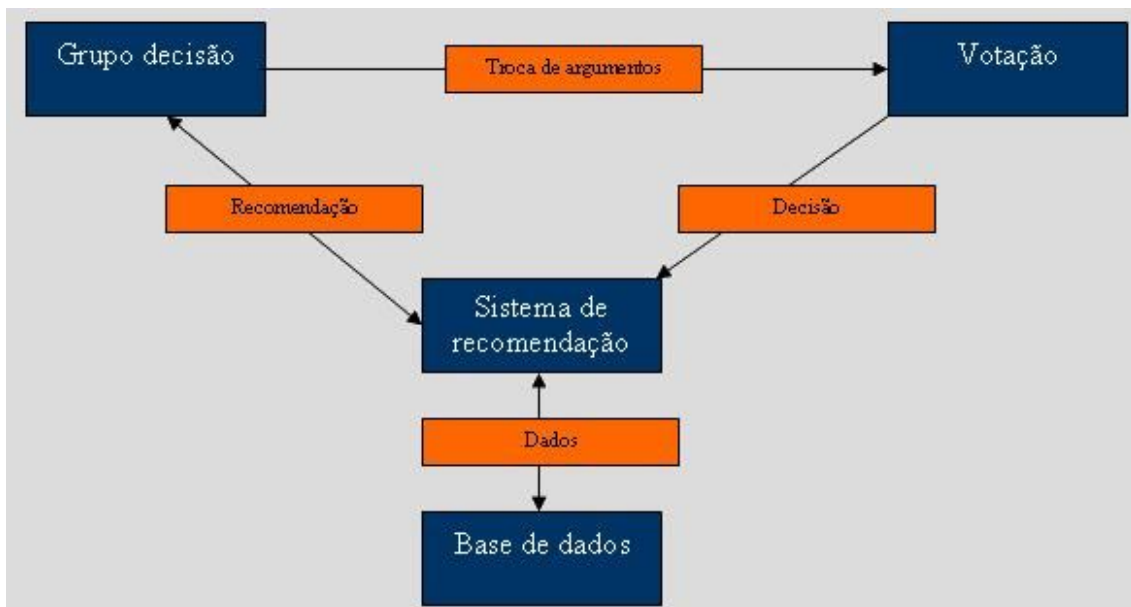 Grupo decisão
Troca de argumentos
Votação
Recomendação
Decisão
Sistema de
recomendação
Dados
Base de dados